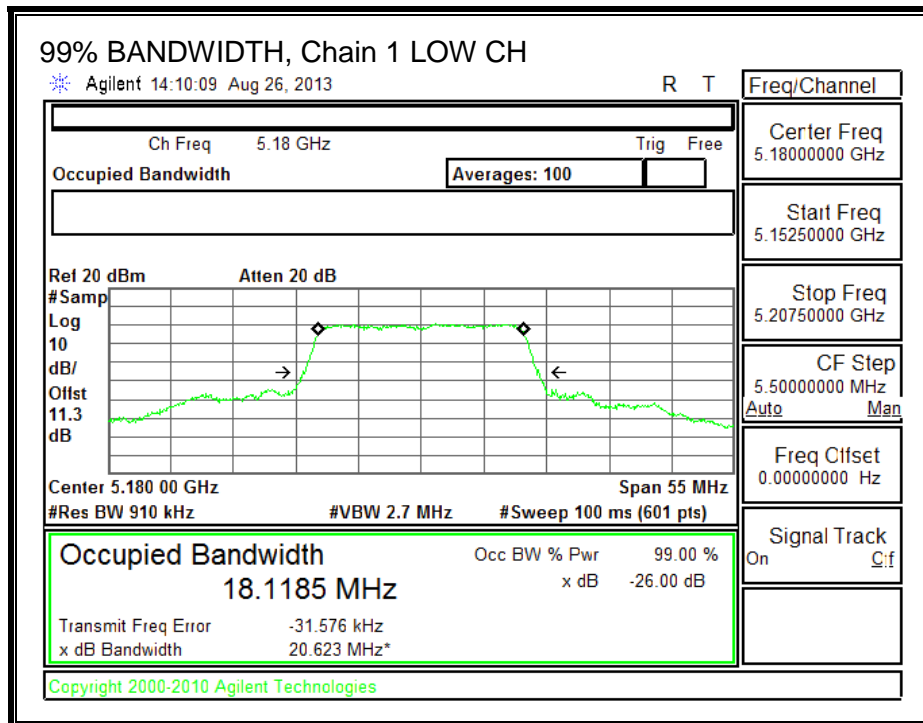 99% BANDWIDTH, Chain 1 LOW CH
Agilent 14:10:09 Aug 26, 2013 R T
Freq/Channel
Ch Freq 5.18 GHz Trig Free
Occupied Bandwidth Averages: 100
Center Freq
5.18000000 GHz
Start Freq
5.15250000 GHz
Stop Freq
5.20750000 GHz
CF Step
5.50000000 MHz
Auto Man
Freq Offset
0.00000000 Hz
Signal Track
On Off
Ref 20 dBm Atten 20 dB
#Samp
Log
10
dB/
Offst
11.3
dB
Center 5.180 00 GHz Span 55 MHz
#Res BW 910 kHz #VBW 2.7 MHz #Sweep 100 ms (601 pts)
Occupied Bandwidth Occ BW % Pwr 99.00 %
18.1185 MHz x dB -26.00 dB
Transmit Freq Error -31.576 kHz
x dB Bandwidth 20.623 MHz*
Copyright 2000-2010 Agilent Technologies